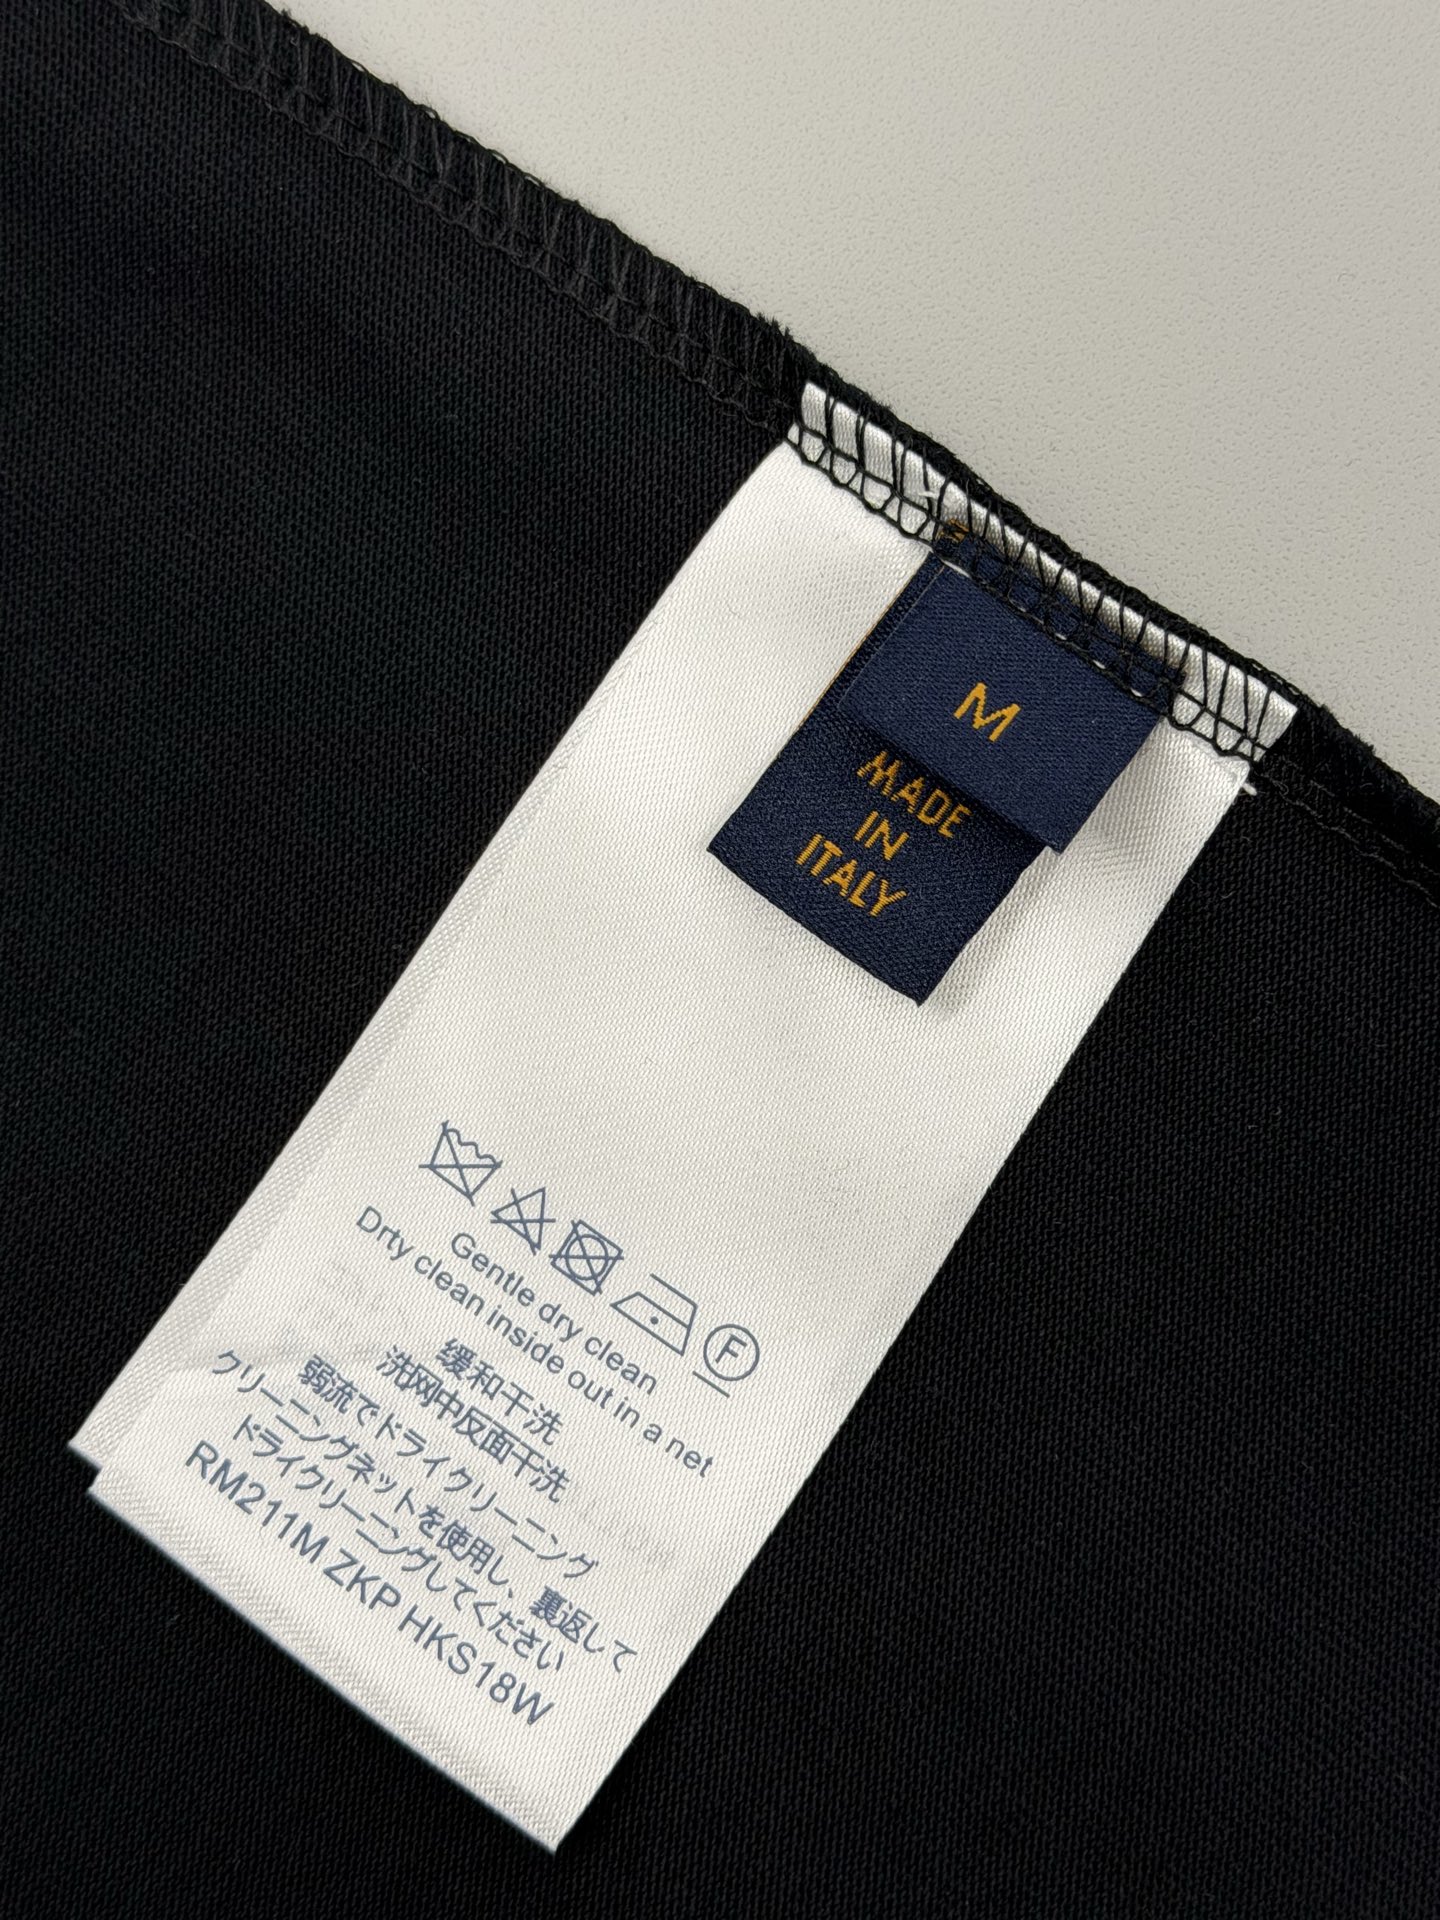 M
MADE
IN
ITALY
F
Gentle dry clean
Drty clean inside out in a net
缓和干洗
洗网中反面干洗
弱流でドライクリーニング
クリーニングネットを使用し、裏返して
ドライクリーニングしてください
RM211M ZKP HKS18W